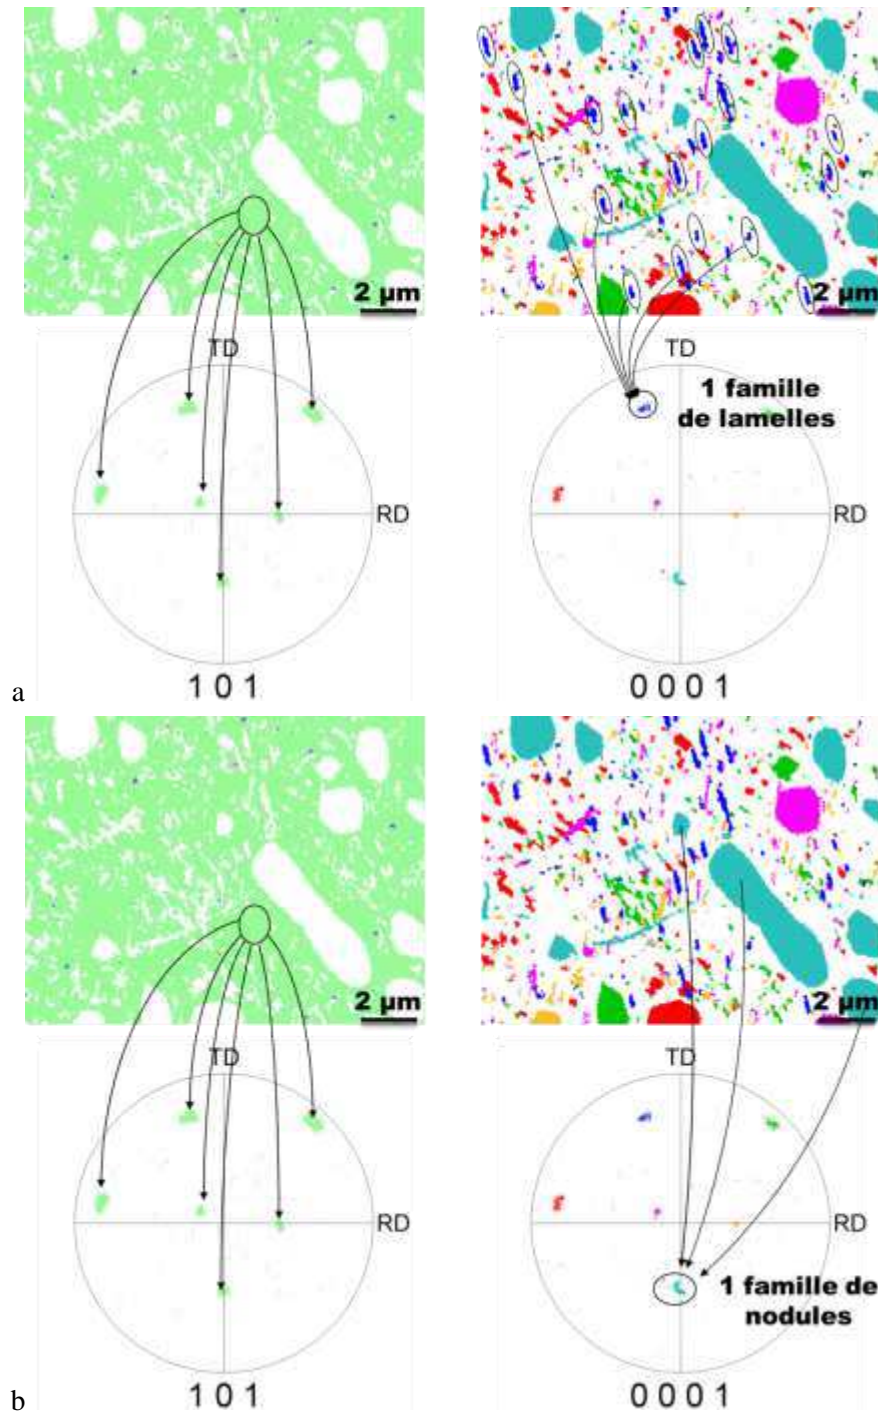 2 µm
2 µm
TD
TD
1 famille
de lamelles
RD
RD
a
1 0 1
0 0 0 1
2 µm
2 µm
TD
TD
RD
RD
1 famille de
nodules
b
1 0 1
0 0 0 1